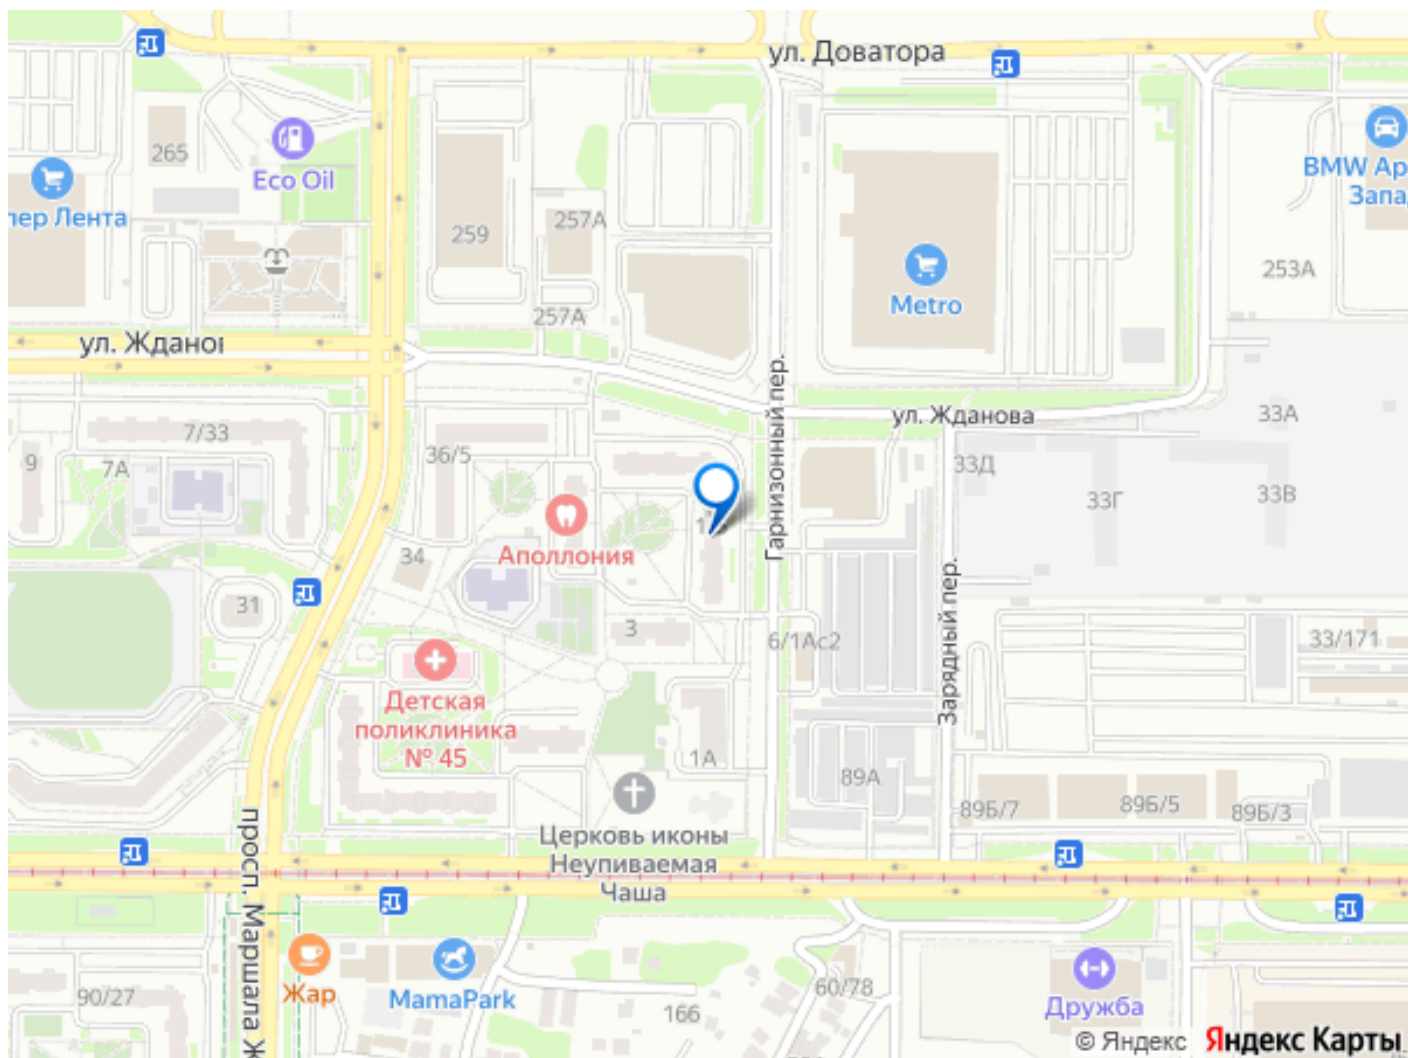 ул. Доватора
265
Eco Oil
пер Лента
259
257А
257А
Metro
BMW Ар
Запа
253А
ул. Ждано
Гарнизонный пер.
ул. Жданова
7/33
9
7А
36/5
33А
33Д
33Г
33В
Аполлония
34
31
3
6/1Ас2
Зарядный пер.
33/171
Детская
поликлиника
№ 45
1А
89А
89Б/7
89Б/5
89Б/3
Церковь иконы
Неупиваемая
Чаша
просп. Маршала Ж
Жар
MamaPark
90/27
166
60/78
Дружба
© Яндекс Яндекс Карты